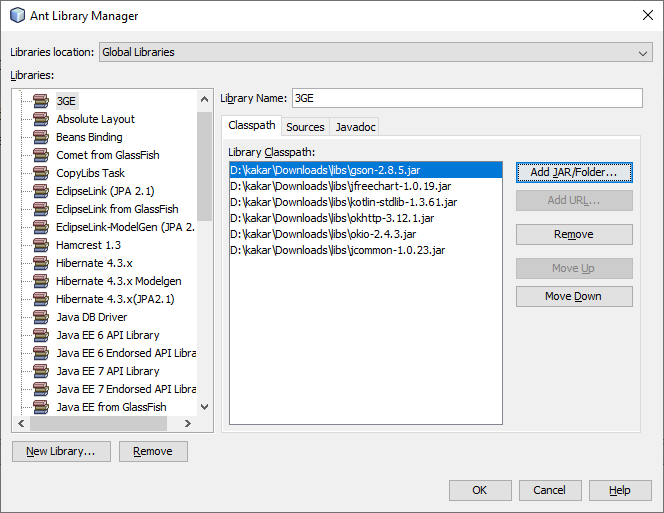 Ant Library Manager
Libraries location: Global Libraries
Libraries:
3GE
Absolute Layout
Beans Binding
Comet from GlassFish
CopyLibs Task
EclipseLink (JPA 2.1)
EclipseLink from GlassFish
EclipseLink-ModelGen (JPA 2.
Hamcrest 1.3
Hibernate 4.3.x
Hibernate 4.3.x Modelgen
Hibernate 4.3.x(JPA2.1)
Java DB Driver
Java EE 6 API Library
Java EE 6 Endorsed API Libra
Java EE 7 API Library
Java EE 7 Endorsed API Libra
Java EE from GlassFish
New Library...
Remove
Library Name: 3GE
Classpath Sources Javadoc
Library Classpath:
D:\kakar\Downloads\libs\gson-2.8.5.jar
D:\kakar\Downloads\libs\jfreechart-1.0.19.jar
D:\kakar\Downloads\libs\kotlin-stdlib-1.3.61.jar
D:\kakar\Downloads\libs\okhttp-3.12.1.jar
D:\kakar\Downloads\libs\okio-2.4.3.jar
D:\kakar\Downloads\libs\jcommon-1.0.23.jar
Add JAR/Folder...
Add URL...
Remove
Move Up
Move Down
OK
Cancel
Help